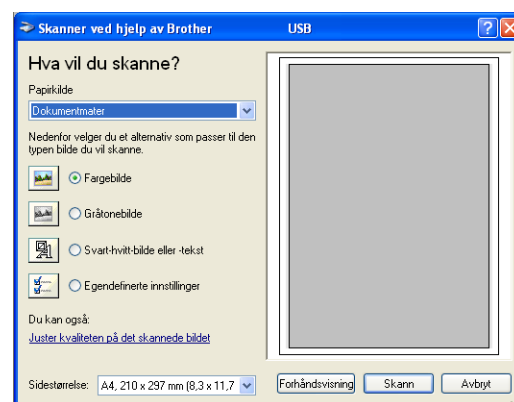 Skanner ved hjelp av Brother USB
Hva vil du skanne?
Papirkilde
Dokumentmater
Nedenfor velger du et alternativ som passer til den
typen bilde du vil skanne.
Fargebilde
Gråtonebilde
Svart-hvitt-bilde eller -tekst
Egendefinerte innstillinger
Du kan også:
Juster kvaliteten på det skannede bildet
Sidestørrelse: A4, 210 x 297 mm (8,3 x 11,7
Forhåndsvisning Skann Avbryt